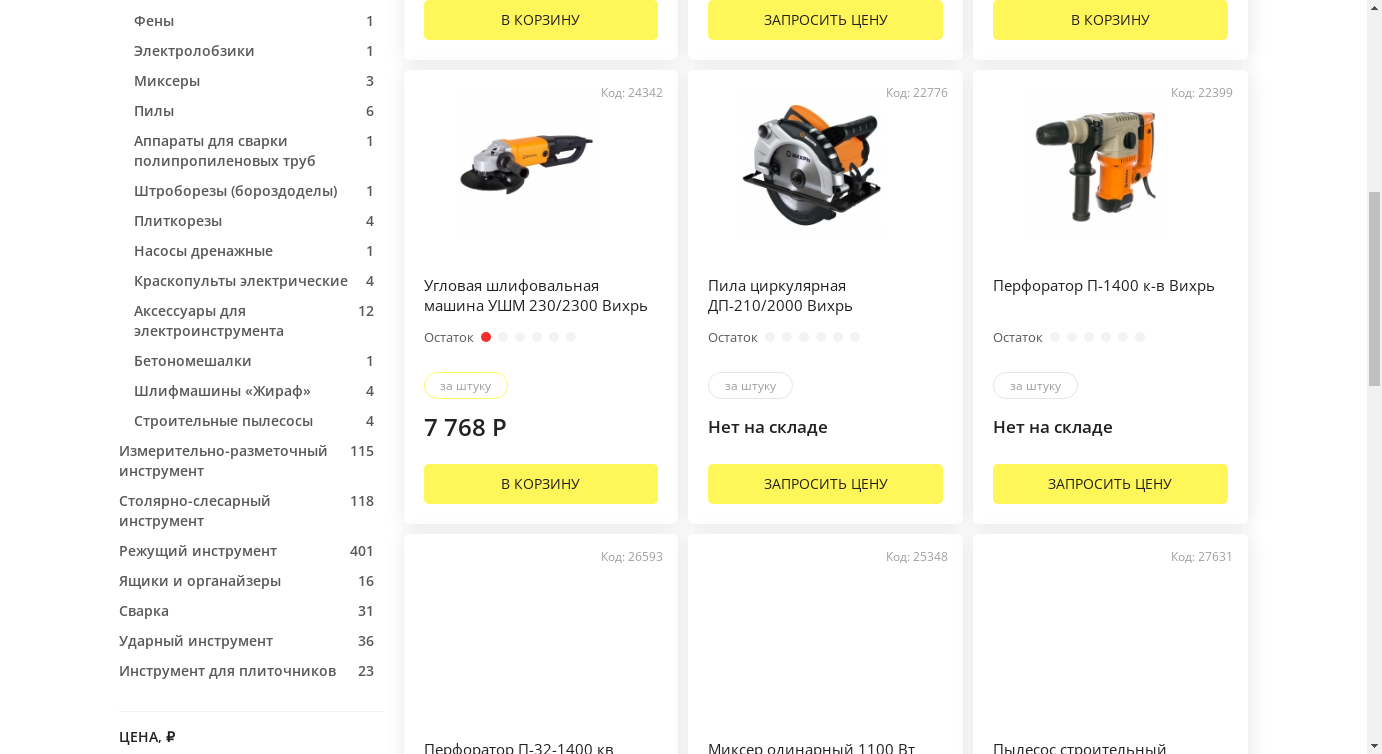 Фены 1
Электролобзики 1
Миксеры 3
Пилы 6
Аппараты для сварки 1
полипропиленовых труб
Штроборезы (бороздоделы) 1
Плиткорезы 4
Насосы дренажные 1
Краскопульты электрические 4
Аксессуары для 12
электроинструмента
Бетономешалки 1
Шлифмашины «Жираф» 4
Строительные пылесосы 4
Измерительно-разметочный 115
инструмент
Столярно-слесарный 118
инструмент
Режущий инструмент 401
Ящики и органайзеры 16
Сварка 31
Ударный инструмент 36
Инструмент для плиточников 23
ЦЕНА, ₽
В КОРЗИНУ
ЗАПРОСИТЬ ЦЕНУ
В КОРЗИНУ
Код: 24342
Угловая шлифовальная
машина УШМ 230/2300 Вихрь
Остаток
за штуку
7 768 Р
В КОРЗИНУ
Код: 22776
ВИХРЬ
Пила циркулярная
ДП-210/2000 Вихрь
Остаток
за штуку
Нет на складе
ЗАПРОСИТЬ ЦЕНУ
Код: 22399
Перфоратор П-1400 к-в Вихрь
Остаток
за штуку
Нет на складе
ЗАПРОСИТЬ ЦЕНУ
Код: 26593
Перфоратор П-32-1400 кв
Код: 25348
Миксер одинарный 1100 Вт
Код: 27631
Пылесос строительный